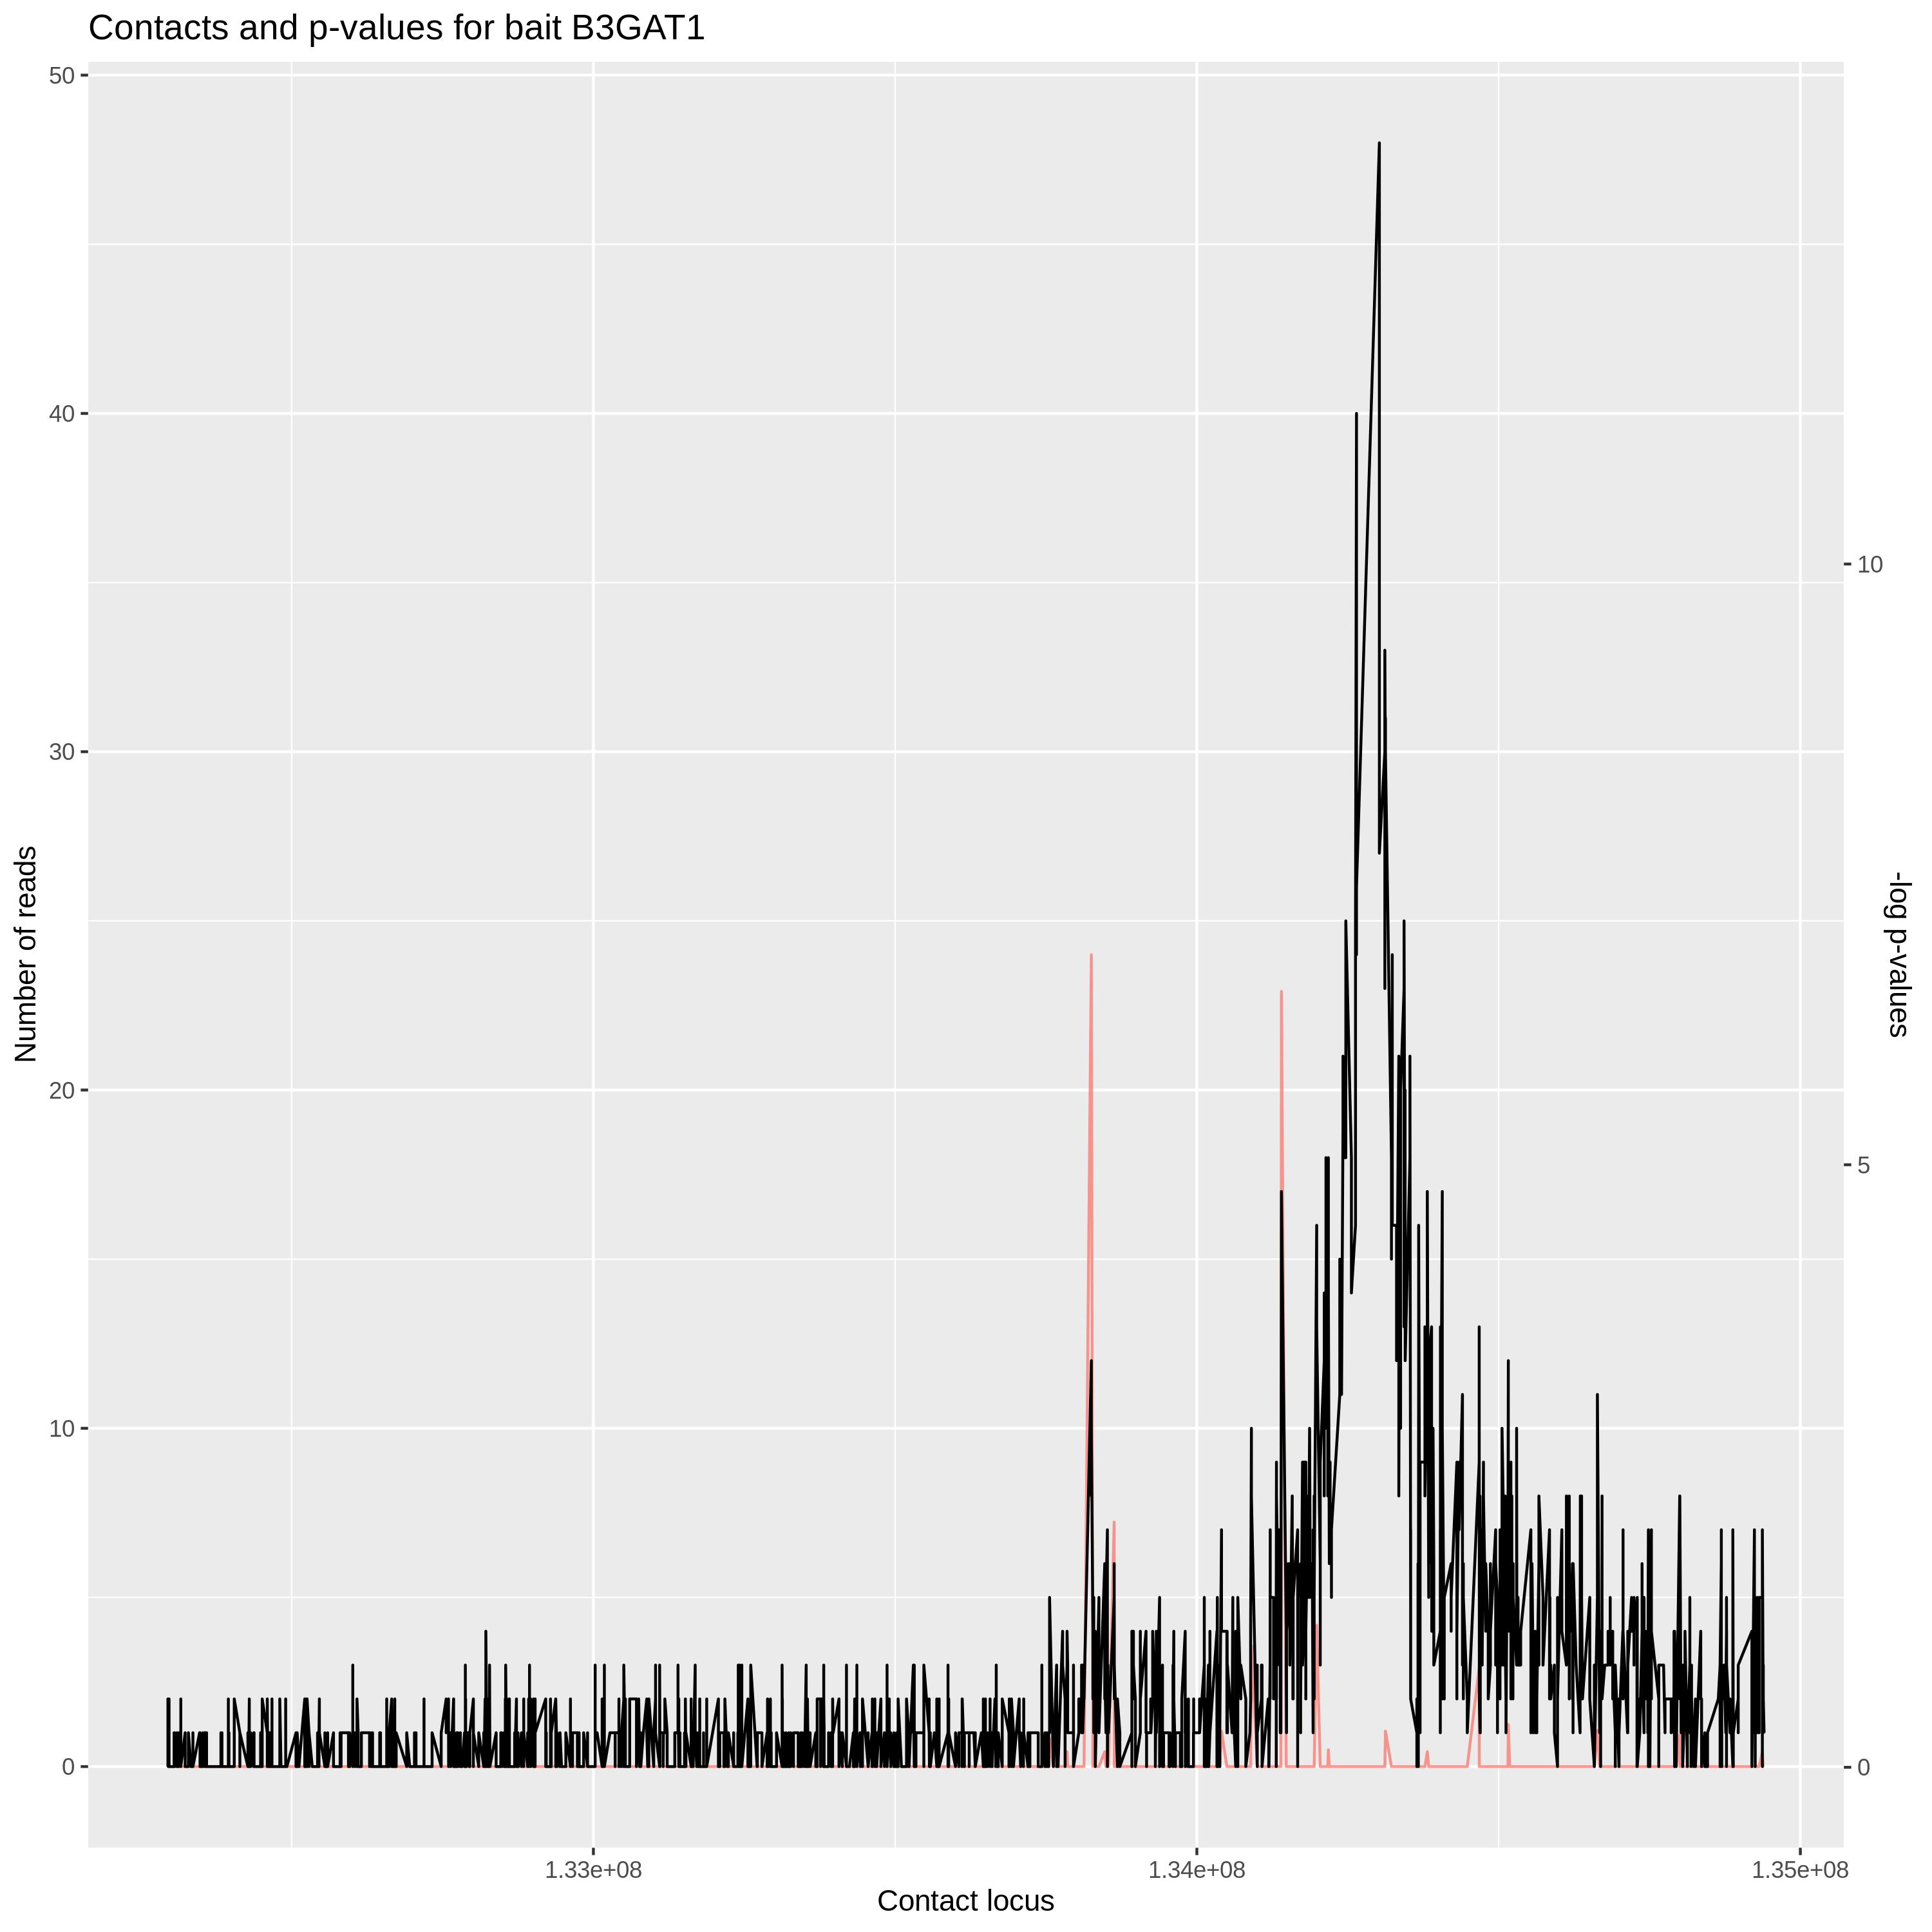 Contacts and p-values for bait B3GAT1
50
40
30
20
10
0
Number of reads
10
5
0
-log p-values
1.33e+08
1.34e+08
1.35e+08
Contact locus